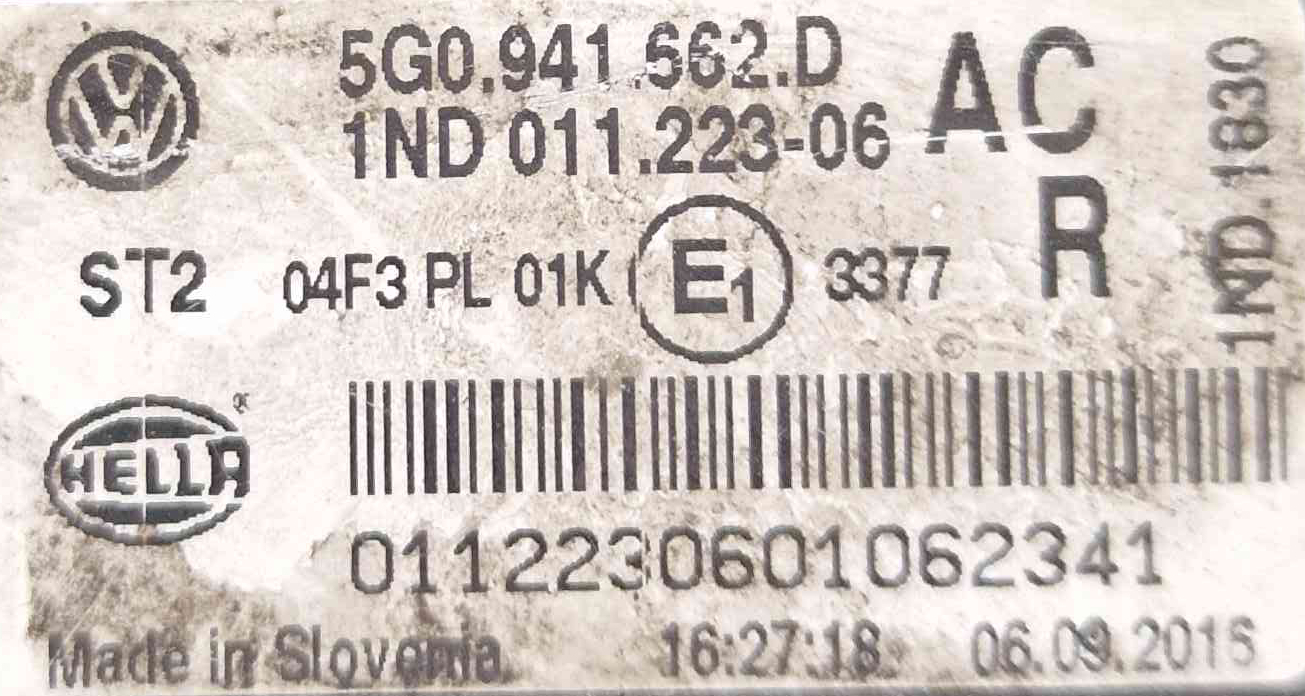 5G0.941.662.D AC
1ND 011.223-06
R
1ND.1830
ST2 04F3 PL 01K E1 3377
HELLA
0112230601062341
Made in Slovenia 16:27:18 06.09.2016